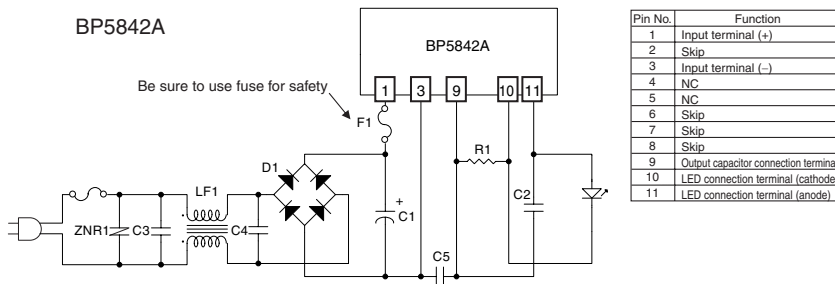 BP5842A
BP5842A
Be sure to use fuse for safety
1
3
9
10
11
F1
R1
D1
LF1
+
C1
C2
ZNR1
C3
C4
C5
Pin No. Function
1 Input terminal (+)
2 Skip
3 Input terminal (−)
4 NC
5 NC
6 Skip
7 Skip
8 Skip
9 Output capacitor connection termina
10 LED connection terminal (cathode
11 LED connection terminal (anode)